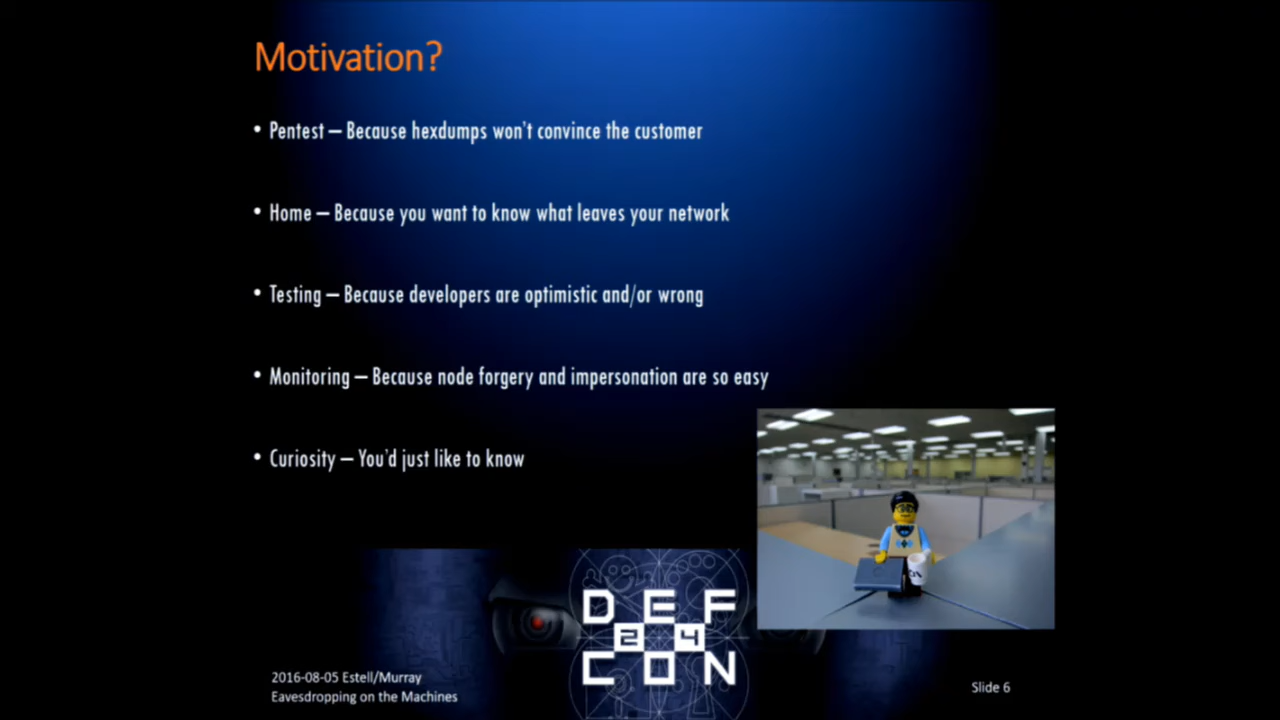 Motivation?
• Pentest – Because hexdumps won't convince the customer
• Home – Because you want to know what leaves your network
• Testing – Because developers are optimistic and/or wrong
• Monitoring – Because node forgery and impersonation are so easy
• Curiosity – You'd just like to know
DEF
24
CON
2016-08-05 Estell/Murray
Eavesdropping on the Machines
Slide 6